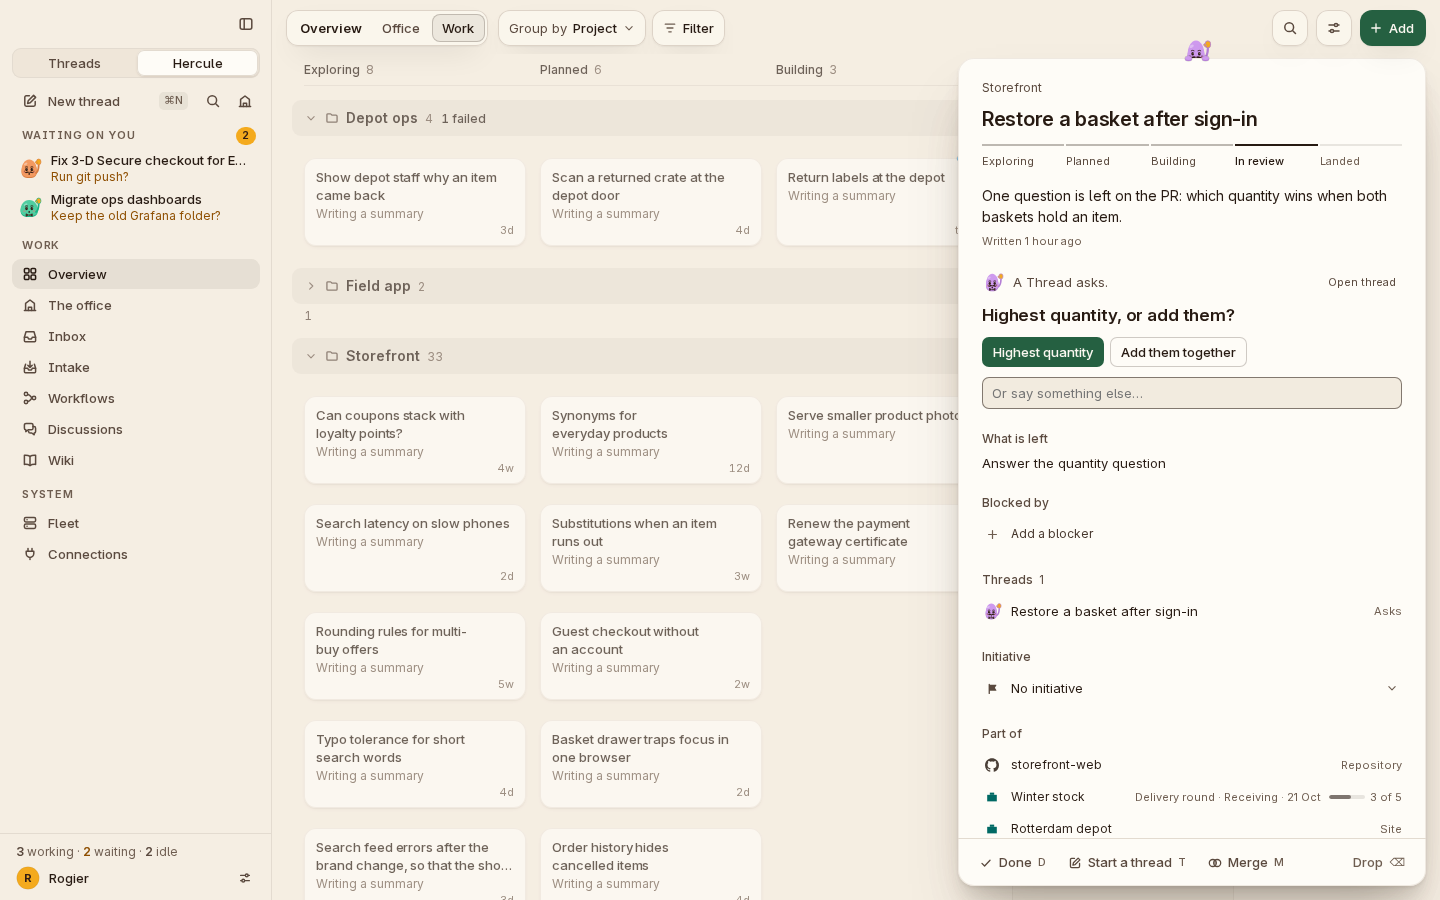 Threads
Hercule
New thread
⌘N
WAITING ON YOU
2
Fix 3-D Secure checkout for E…
Run git push?
Migrate ops dashboards
Keep the old Grafana folder?
WORK
Overview
The office
Inbox
Intake
Workflows
Discussions
Wiki
SYSTEM
Fleet
Connections
3 working · 2 waiting · 2 idle
R
Rogier
Overview
Office
Work
Group by Project
Filter
Add
Exploring 8
Planned 6
Building 3
Depot ops 4 1 failed
Show depot staff why an item
came back
Writing a summary
3d
Scan a returned crate at the
depot door
Writing a summary
4d
Return labels at the depot
Writing a summary
Field app 2
1
Storefront 33
Can coupons stack with
loyalty points?
Writing a summary
4w
Synonyms for
everyday products
Writing a summary
12d
Serve smaller product photo
Writing a summary
Search latency on slow phones
Writing a summary
2d
Substitutions when an item
runs out
Writing a summary
3w
Renew the payment
gateway certificate
Writing a summary
Rounding rules for multi-
buy offers
Writing a summary
5w
Guest checkout without
an account
Writing a summary
2w
Typo tolerance for short
search words
Writing a summary
4d
Basket drawer traps focus in
one browser
Writing a summary
2d
Search feed errors after the
brand change, so that the sho…
Writing a summary
3d
Order history hides
cancelled items
Writing a summary
4d
Storefront
Restore a basket after sign-in
Exploring
Planned
Building
In review
Landed
One question is left on the PR: which quantity wins when both
baskets hold an item.
Written 1 hour ago
A Thread asks.
Open thread
Highest quantity, or add them?
Highest quantity
Add them together
Or say something else…
What is left
Answer the quantity question
Blocked by
Add a blocker
Threads 1
Restore a basket after sign-in
Asks
Initiative
No initiative
Part of
storefront-web
Repository
Winter stock
Delivery round · Receiving · 21 Oct
3 of 5
Rotterdam depot
Site
Done D
Start a thread T
Merge M
Drop ⌫